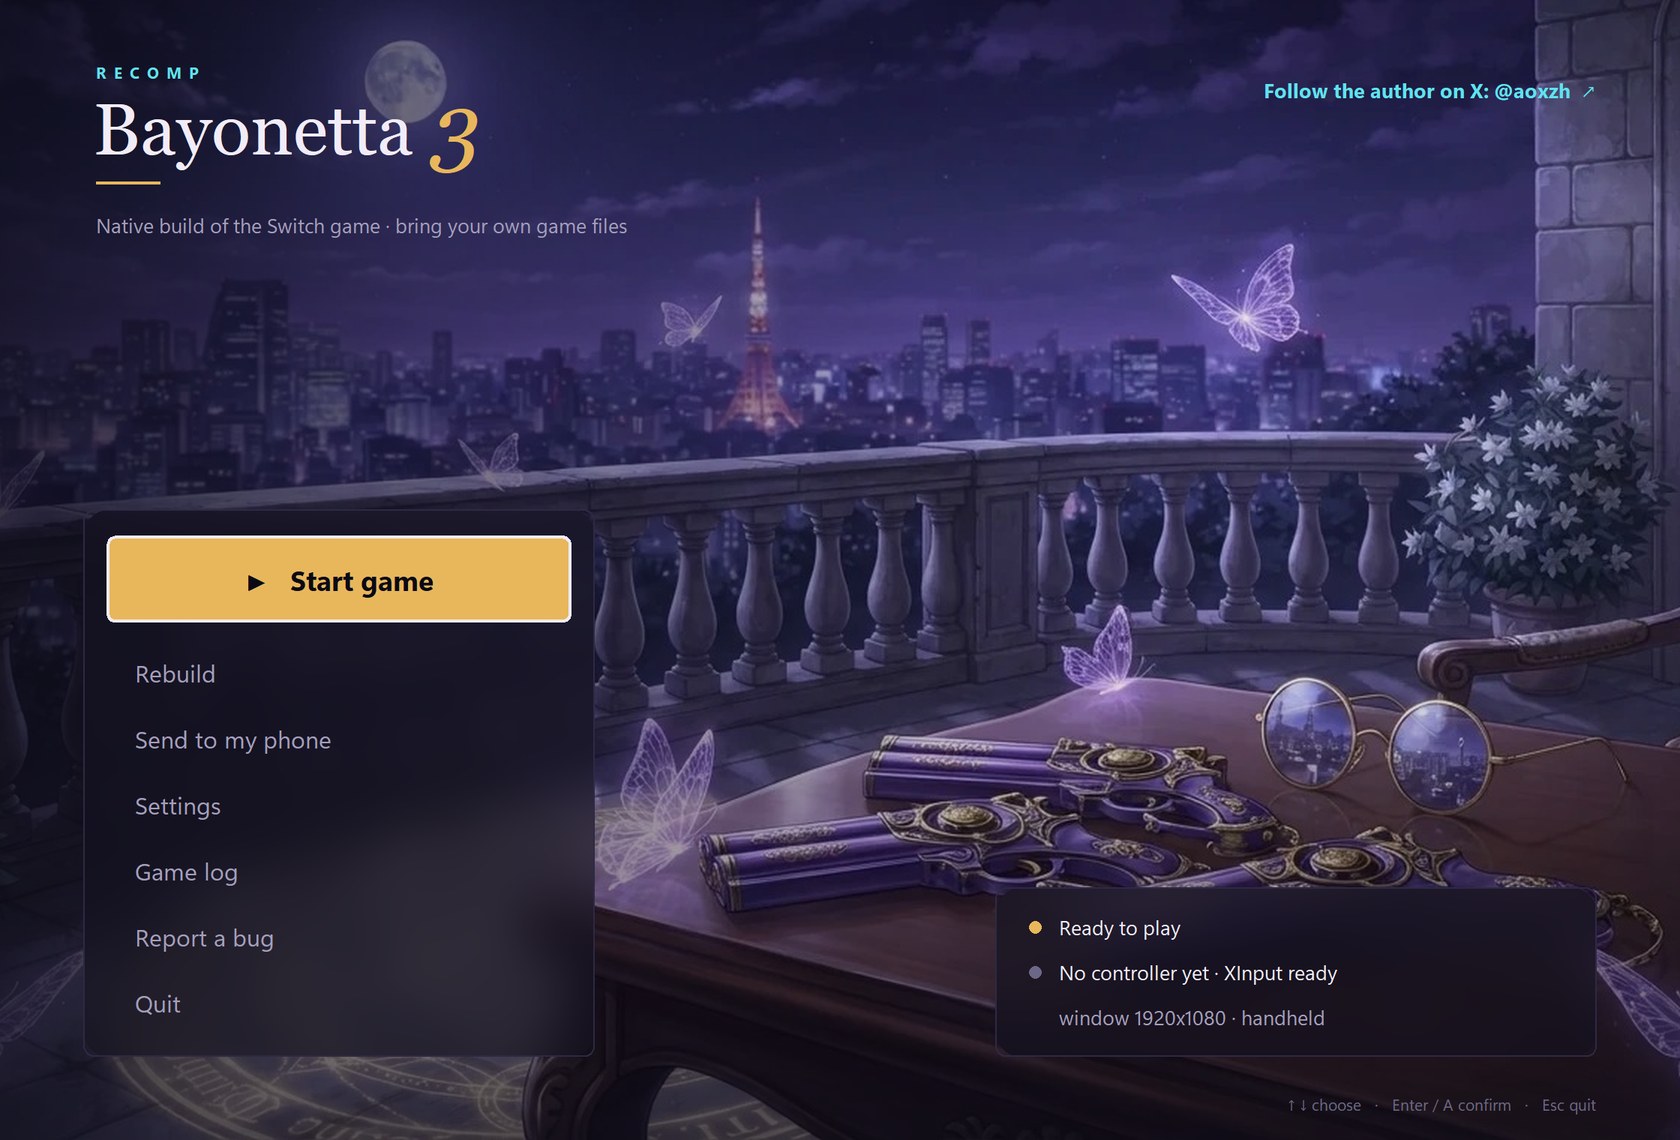 RECOMP
Bayonetta 3
Follow the author on X: @aoxzh ↗
Native build of the Switch game · bring your own game files
▶ Start game
Rebuild
Send to my phone
Settings
Game log
Report a bug
Quit
Ready to play
No controller yet · XInput ready
window 1920x1080 · handheld
↑↓ choose · Enter / A confirm · Esc quit